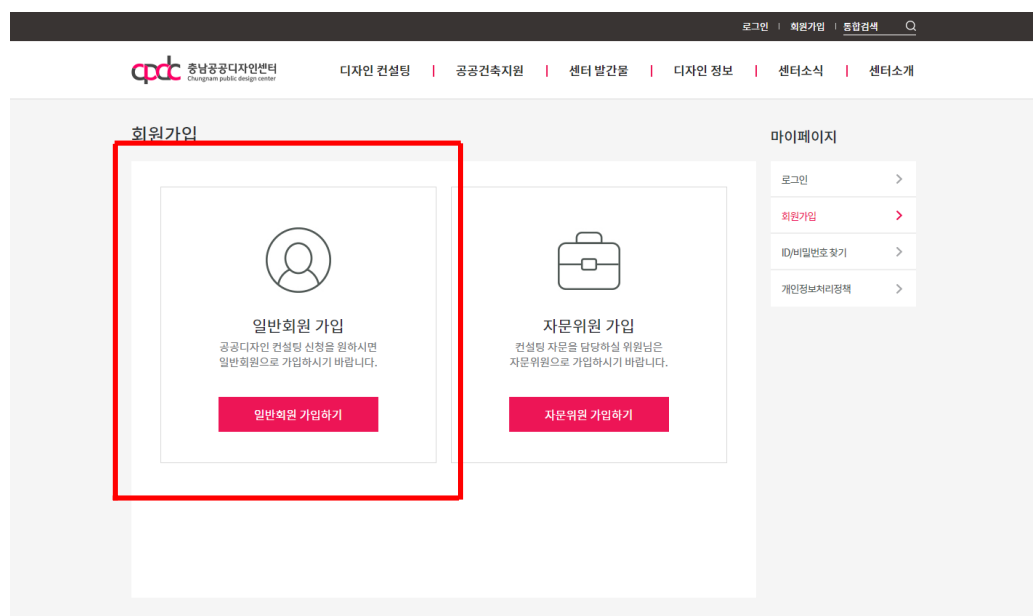 로그인 회원가입 통합검색
cpdc 충남공공디자인센터
Chungnam public design center
디자인 컨설팅 공공건축지원 센터 발간물 디자인 정보 센터소식 센터소개
회원가입
일반회원 가입
공공디자인 컨설팅 신청을 원하시면
일반회원으로 가입하시기 바랍니다.
일반회원 가입하기
자문위원 가입
컨설팅 자문을 담당하실 위원님은
자문위원으로 가입하시기 바랍니다.
자문위원 가입하기
마이페이지
로그인
회원가입
ID/비밀번호 찾기
개인정보처리정책